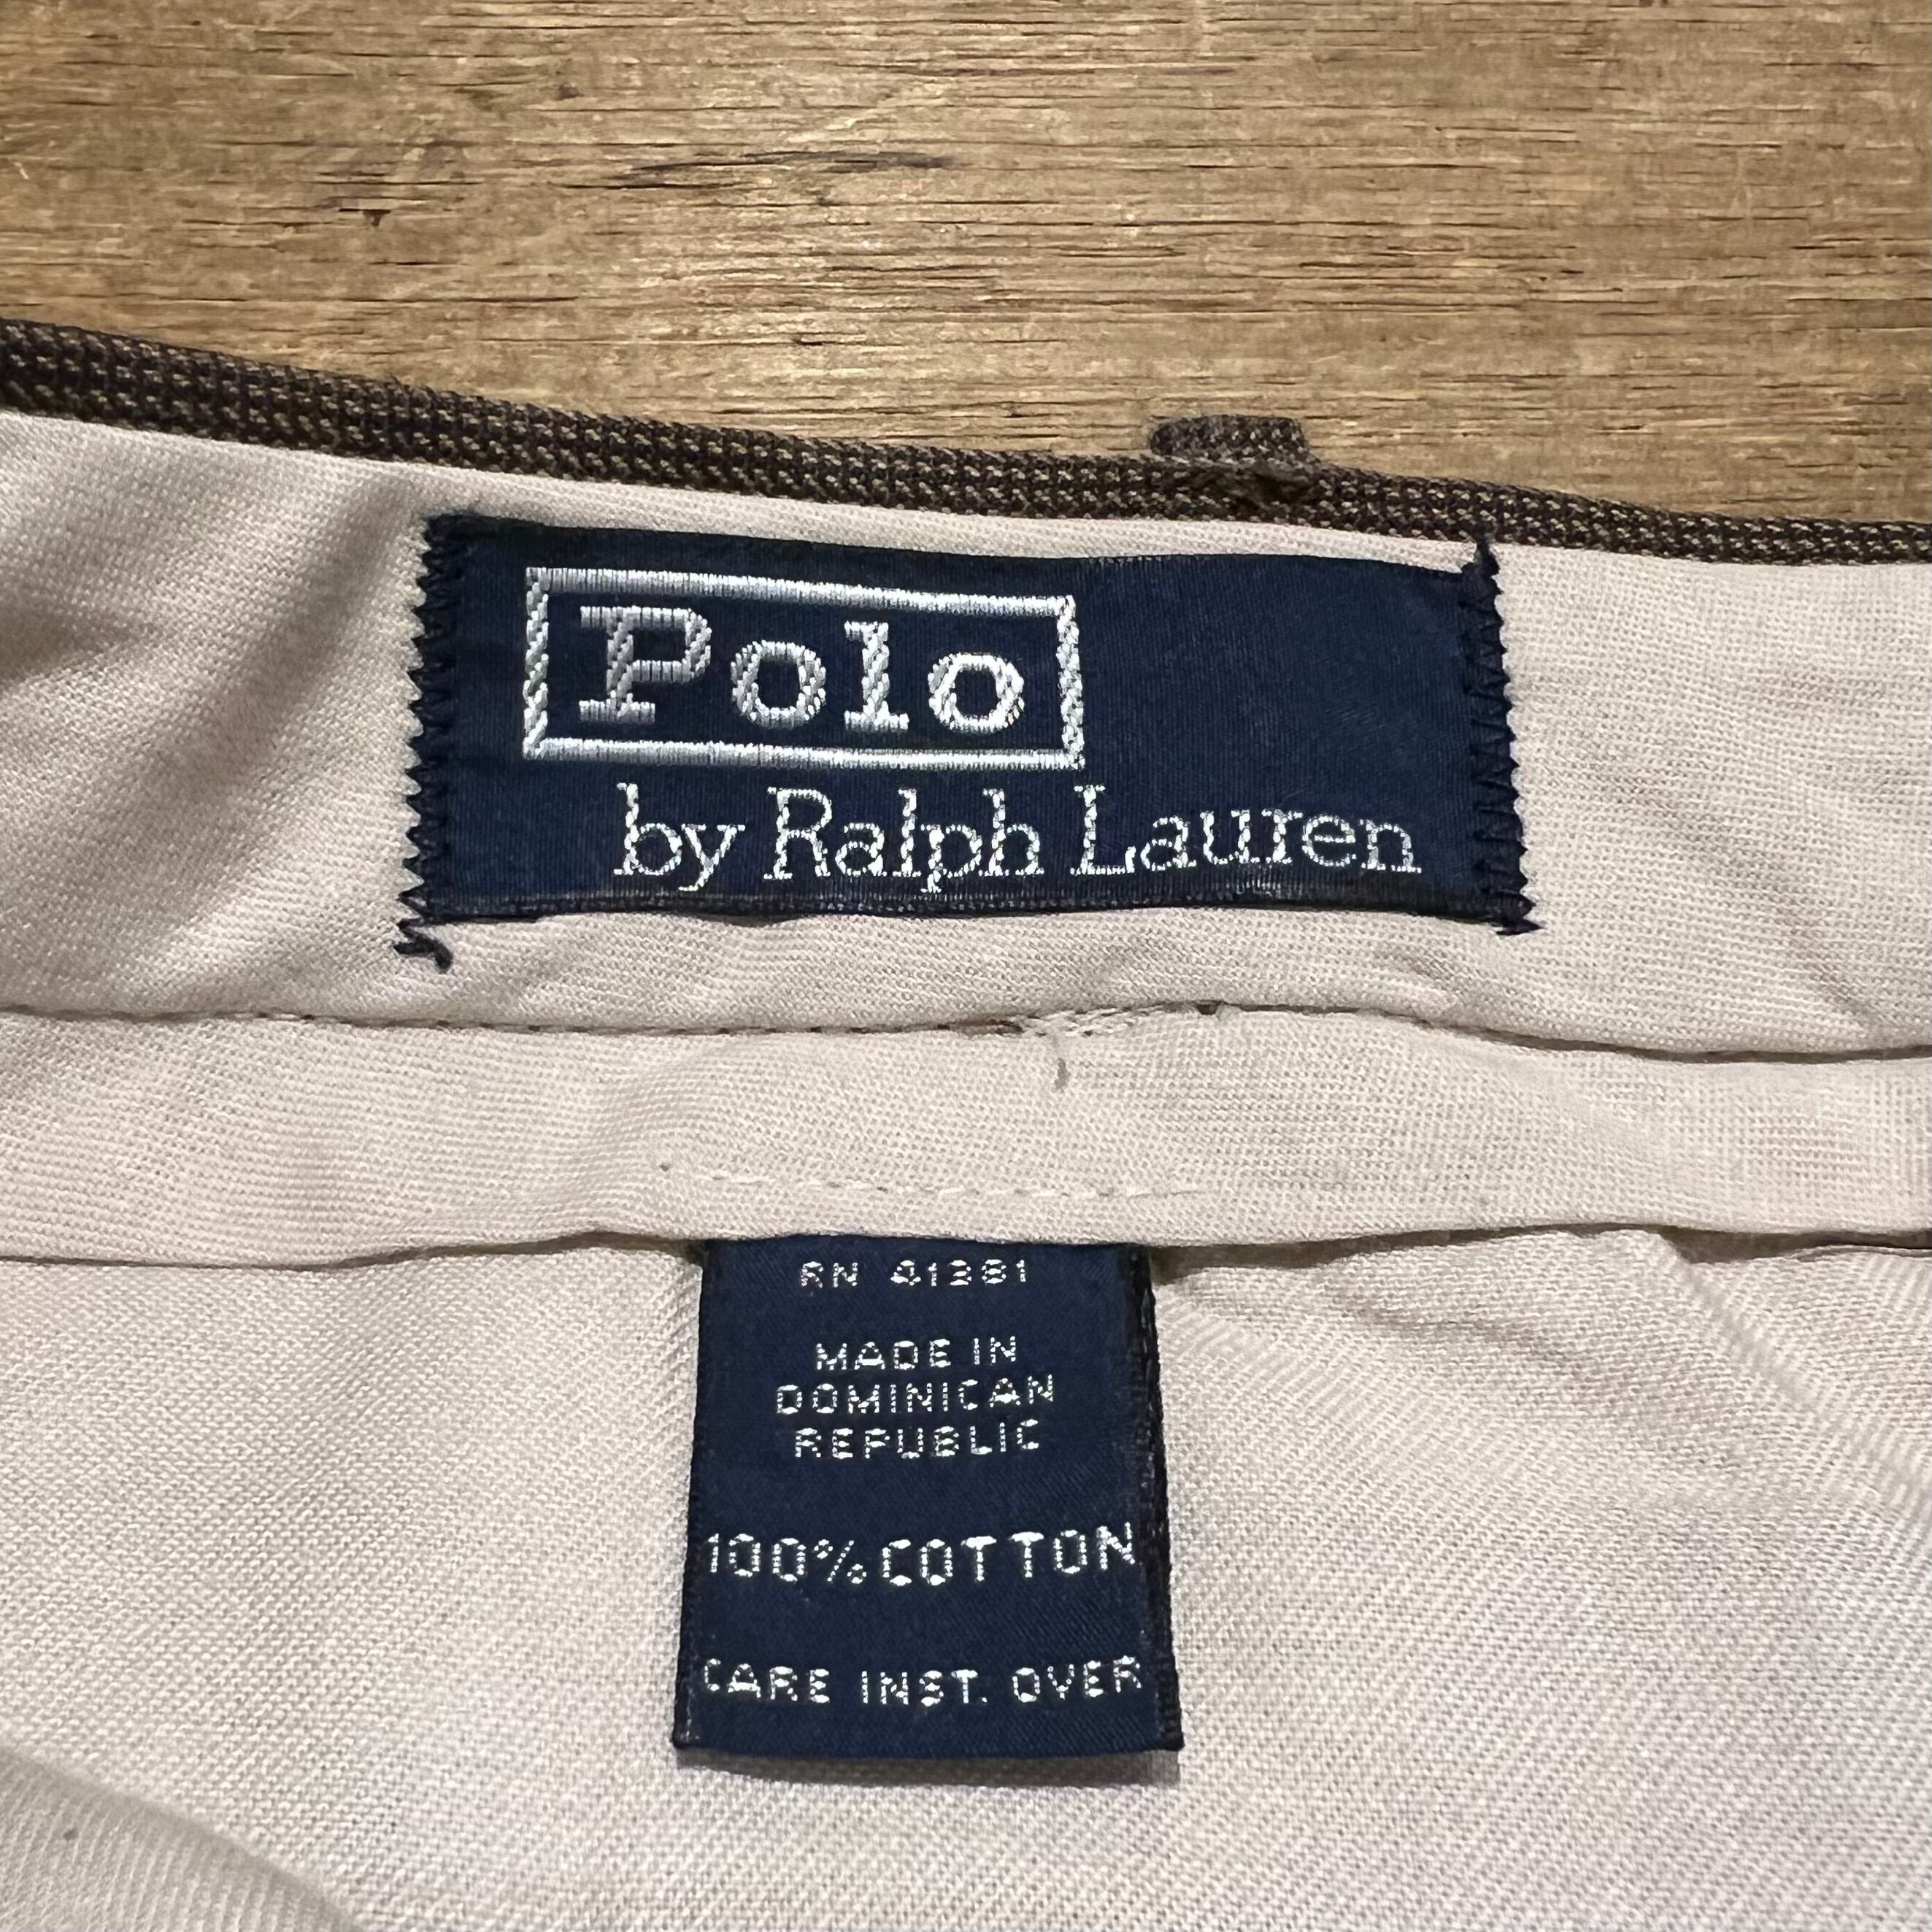 Polo
by Ralph Lauren
RN 41381
MADE IN
DOMINICAN
REPUBLIC
100% COTTON
CARE INST. OVER